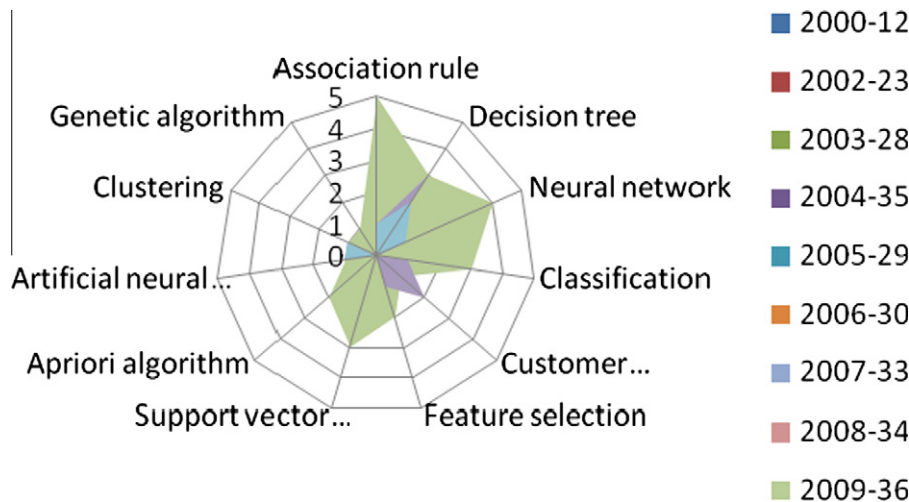 Association rule
Decision tree
Neural network
Classification
Customer...
Feature selection
Support vector...
Apriori algorithm
Artificial neural...
Clustering
Genetic algorithm
5
4
3
2
1
0
2000-12
2002-23
2003-28
2004-35
2005-29
2006-30
2007-33
2008-34
2009-36